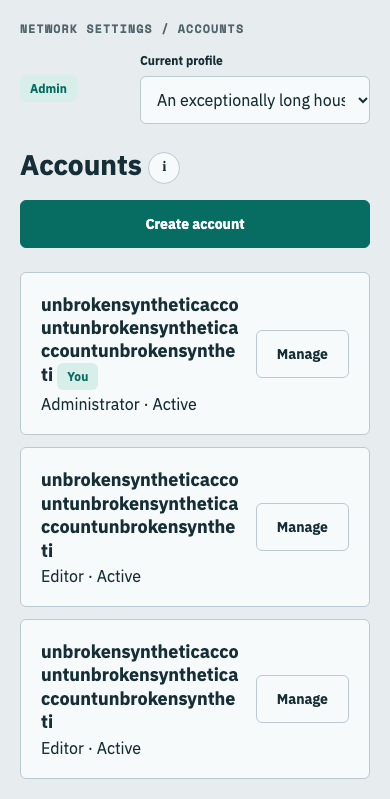 NETWORK SETTINGS / ACCOUNTS
Current profile
Admin
An exceptionally long hous
Accounts i
Create account
unbrokensyntheticacco
untunbrokensynthetica
ccountunbrokensynthe
ti You
Manage
Administrator · Active
unbrokensyntheticacco
untunbrokensynthetica
ccountunbrokensynthe
ti
Manage
Editor · Active
unbrokensyntheticacco
untunbrokensynthetica
ccountunbrokensynthe
ti
Manage
Editor · Active